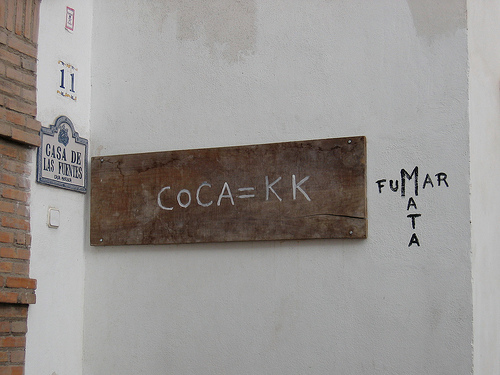 11
CASA DE
LAS FUENTES
COCA=KK
FUMAR
MATA